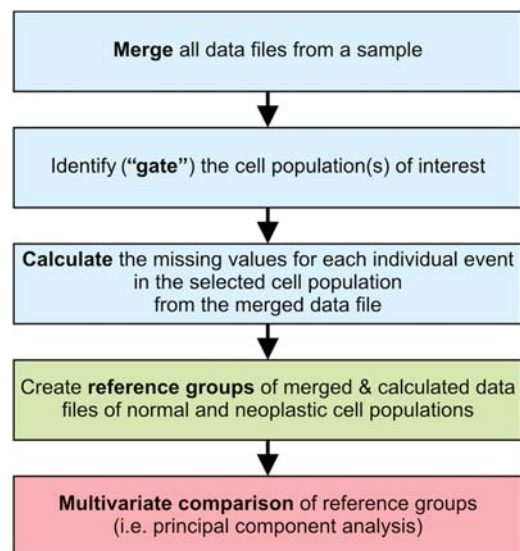 Merge all data files from a sample
Identify (“gate”) the cell population(s) of interest
Calculate the missing values for each individual event
in the selected cell population
from the merged data file
Create reference groups of merged & calculated data
files of normal and neoplastic cell populations
Multivariate comparison of reference groups
(i.e. principal component analysis)